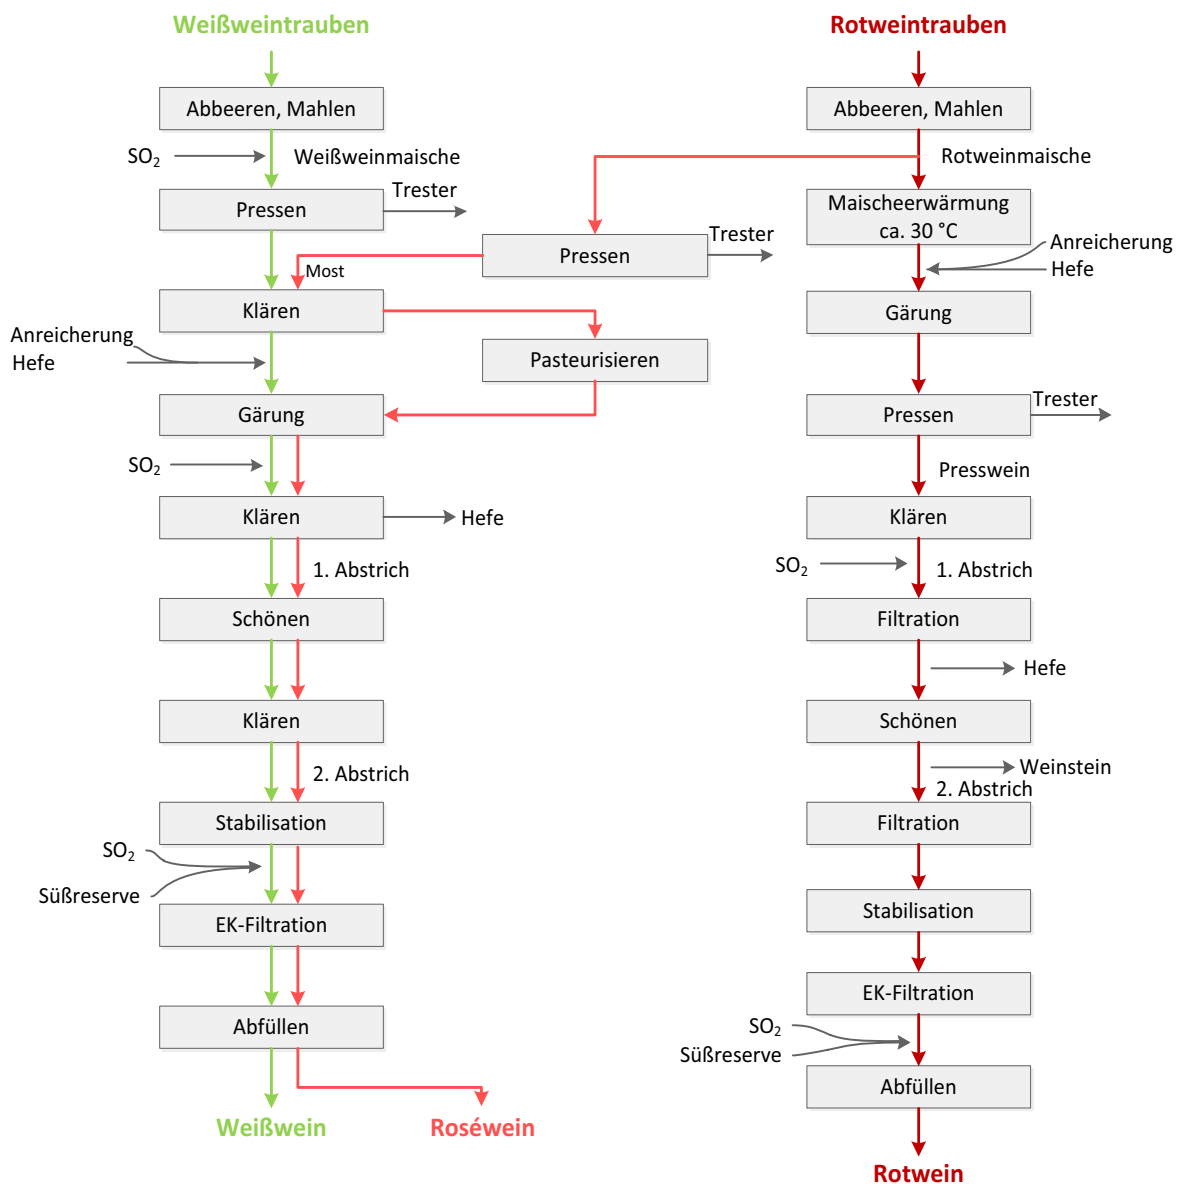 Weißweintrauben
Abbeeren, Mahlen
SO₂
Weißweinmaische
Pressen
Trester
Most
Klären
Anreicherung
Hefe
Gärung
SO₂
Klären
Hefe
1. Abstrich
Schönen
Klären
2. Abstrich
Stabilisation
SO₂
Süßreserve
EK-Filtration
Abfüllen
Weißwein
Roséwein
Pressen
Trester
Pasteurisieren
Rotweintrauben
Abbeeren, Mahlen
Rotweinmaische
Maischeerwärmung
ca. 30 °C
Anreicherung
Hefe
Gärung
Pressen
Trester
Presswein
Klären
SO₂
1. Abstrich
Filtration
Hefe
Schönen
Weinstein
2. Abstrich
Filtration
Stabilisation
EK-Filtration
SO₂
Süßreserve
Abfüllen
Rotwein